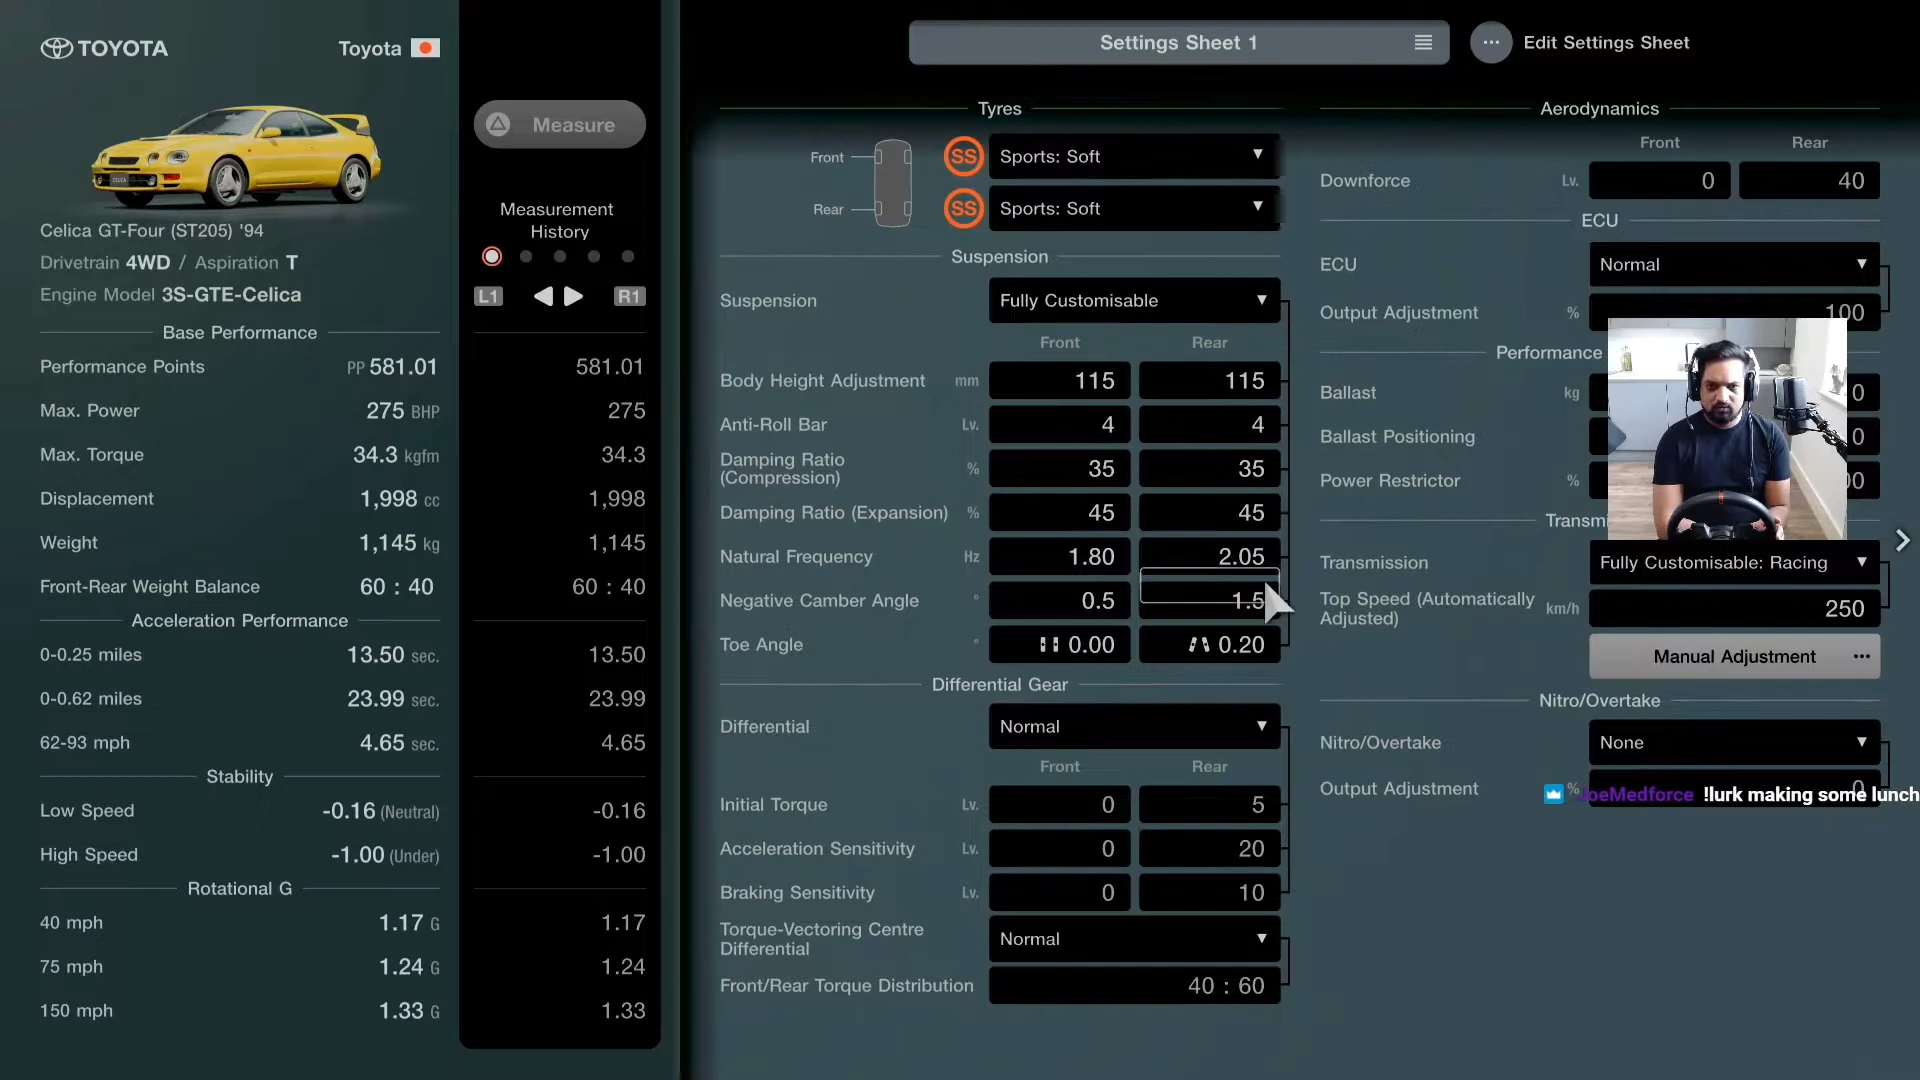 TOYOTA
Toyota
CELICA
Celica GT-Four (ST205) '94
Drivetrain 4WD / Aspiration T
Engine Model 3S-GTE-Celica
Base Performance
Performance Points PP 581.01
Max. Power 275 BHP
Max. Torque 34.3 kgfm
Displacement 1,998 cc
Weight 1,145 kg
Front-Rear Weight Balance 60 : 40
Acceleration Performance
0-0.25 miles 13.50 sec.
0-0.62 miles 23.99 sec.
62-93 mph 4.65 sec.
Stability
Low Speed -0.16 (Neutral)
High Speed -1.00 (Under)
Rotational G
40 mph 1.17 G
75 mph 1.24 G
150 mph 1.33 G
Measure
Measurement
History
L1 R1
581.01
275
34.3
1,998
1,145
60 : 40
13.50
23.99
4.65
-0.16
-1.00
1.17
1.24
1.33
Settings Sheet 1
Edit Settings Sheet
Tyres
Front SS Sports: Soft
Rear SS Sports: Soft
Suspension
Suspension Fully Customisable
Front Rear
Body Height Adjustment mm 115 115
Anti-Roll Bar Lv. 4 4
Damping Ratio
(Compression) % 35 35
Damping Ratio (Expansion) % 45 45
Natural Frequency Hz 1.80 2.05
Negative Camber Angle ° 0.5 1.5
Toe Angle ° 0.00 0.20
Differential Gear
Differential Normal
Front Rear
Initial Torque Lv. 0 5
Acceleration Sensitivity Lv. 0 20
Braking Sensitivity Lv. 0 10
Torque-Vectoring Centre
Differential Normal
Front/Rear Torque Distribution 40 : 60
Aerodynamics
Front Rear
Downforce Lv. 0 40
ECU
ECU Normal
Output Adjustment % 100
Performance
Ballast kg 0
Ballast Positioning 0
Power Restrictor %
Transmi
Transmission Fully Customisable: Racing
Top Speed (Automatically
Adjusted) km/h 250
Manual Adjustment
Nitro/Overtake
Nitro/Overtake None
Output Adjustment % 0
JoeMedforce !lurk making some lunch